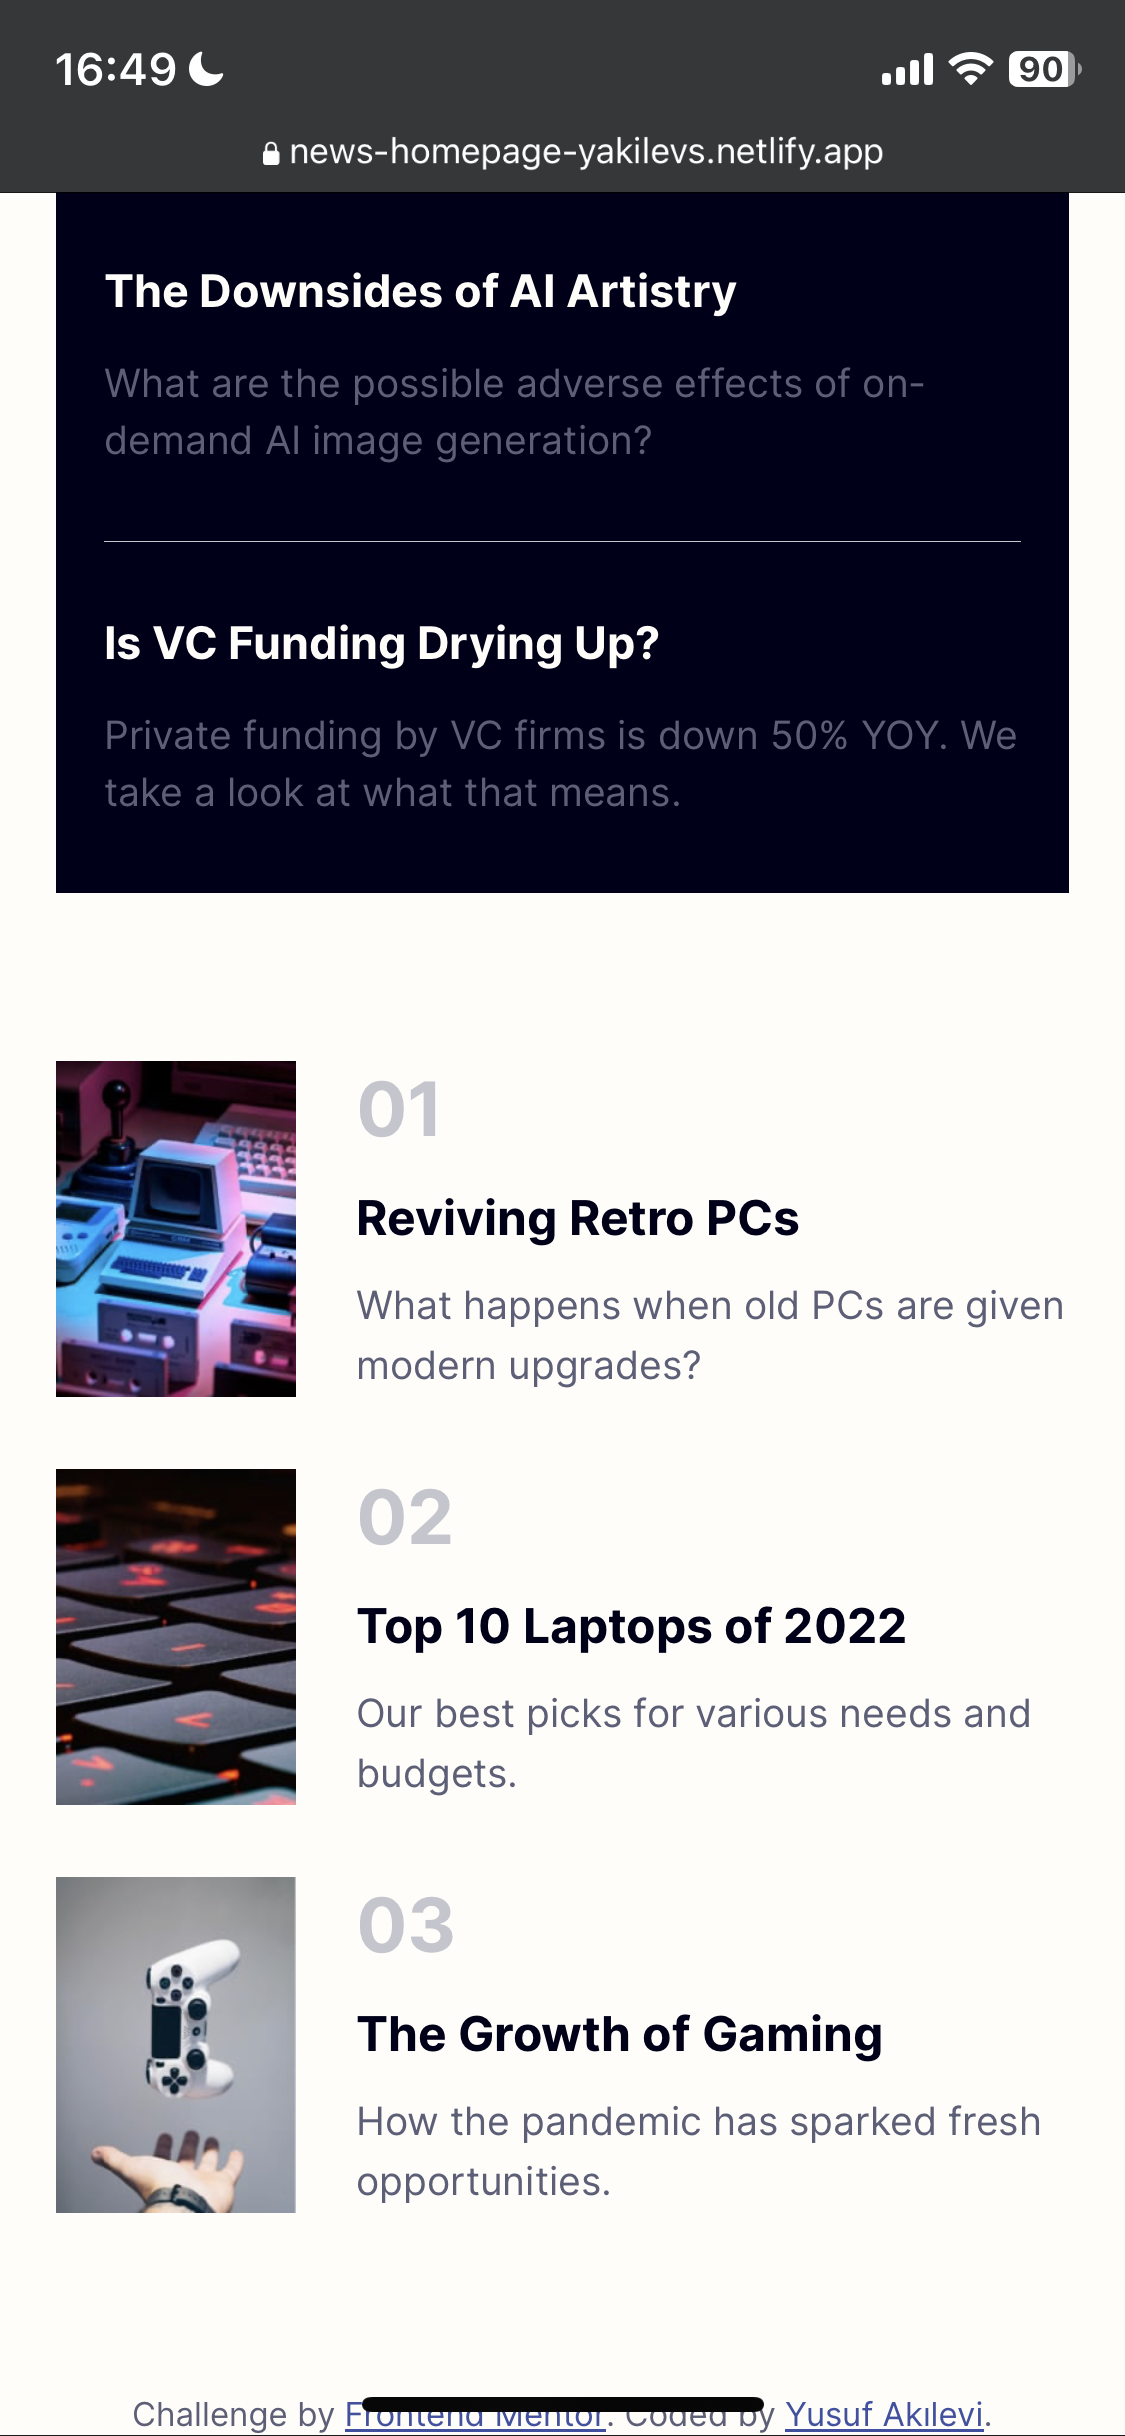 16:49
90
news-homepage-yakilevs.netlify.app
The Downsides of AI Artistry
What are the possible adverse effects of on-
demand AI image generation?
Is VC Funding Drying Up?
Private funding by VC firms is down 50% YOY. We
take a look at what that means.
01
Reviving Retro PCs
What happens when old PCs are given
modern upgrades?
02
Top 10 Laptops of 2022
Our best picks for various needs and
budgets.
03
The Growth of Gaming
How the pandemic has sparked fresh
opportunities.
Challenge by Frontend Mentor. Coded by Yusuf Akılevi.